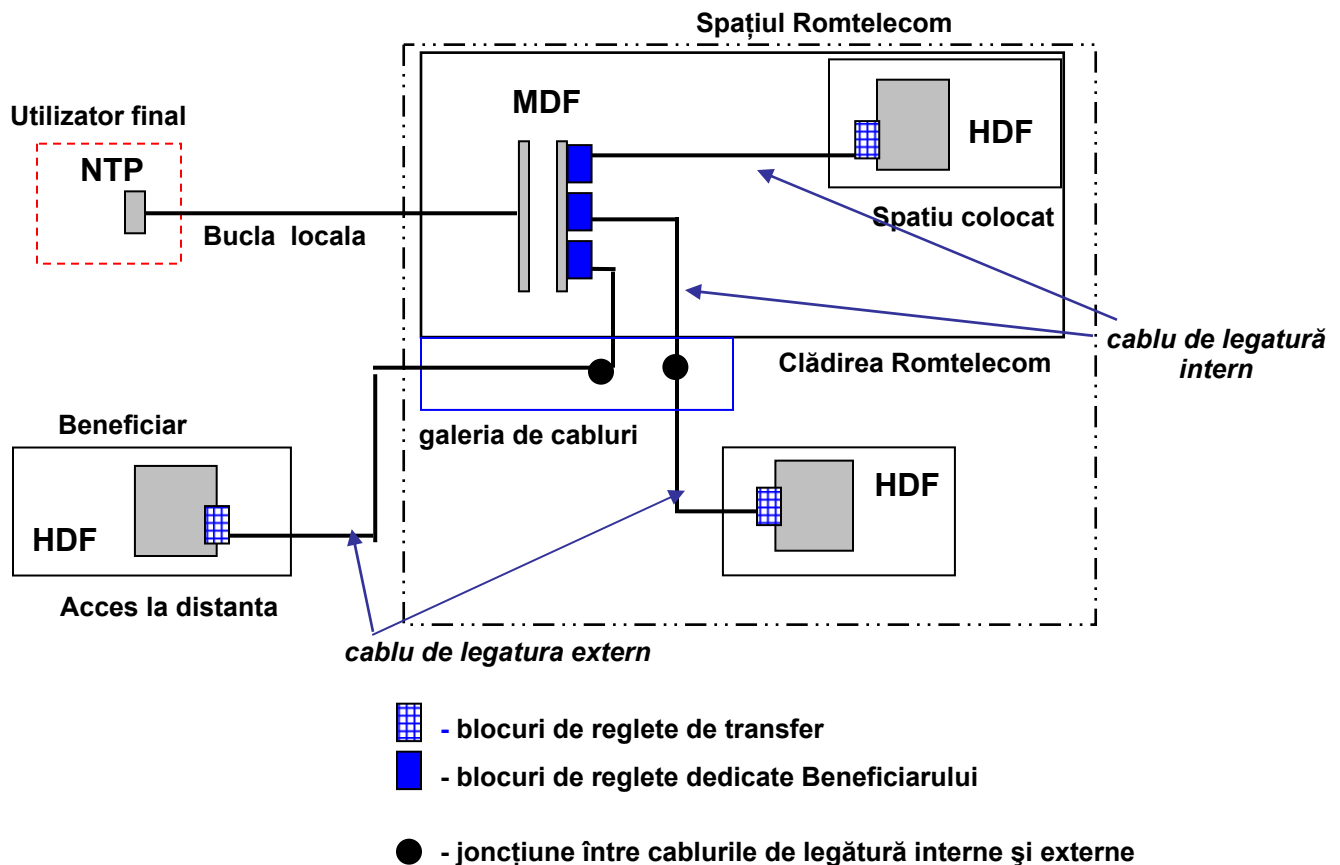 Spațiul Romtelecom
MDF
HDF
Utilizator final
NTP
Bucla locala
Spatiu colocat
cablu de legatură
intern
Clădirea Romtelecom
Beneficiar
galeria de cabluri
HDF
HDF
Acces la distanta
cablu de legatura extern
- blocuri de reglete de transfer
- blocuri de reglete dedicate Beneficiarului
- joncțiune între cablurile de legătură interne şi externe